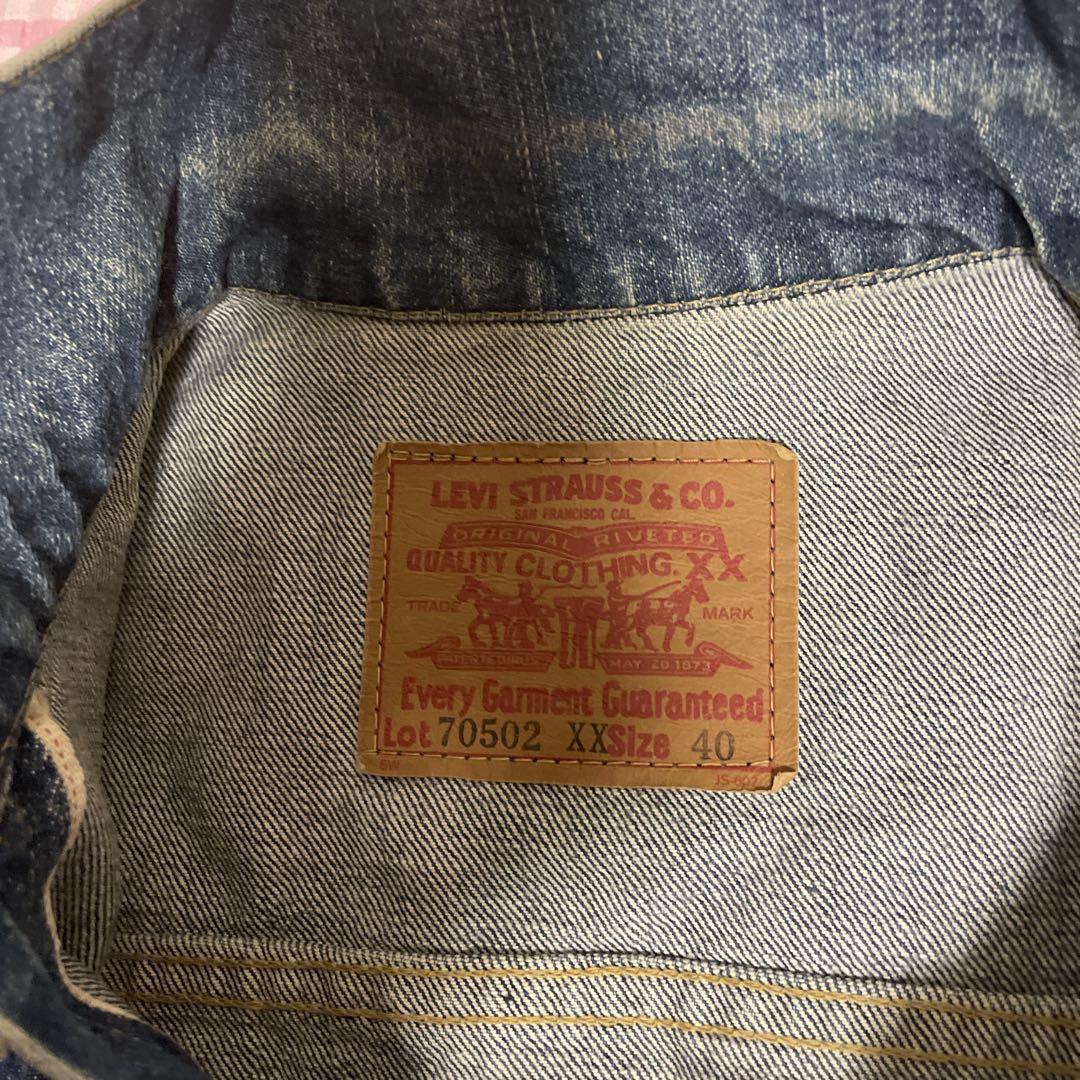 LEVI STRAUSS & CO.
SAN FRANCISCO CAL.
ORIGINAL RIVETED
QUALITY CLOTHING, XX
TRADE MARK
MAY 20 1873
Every Garment Guaranteed
Lot 70502 XX Size 40